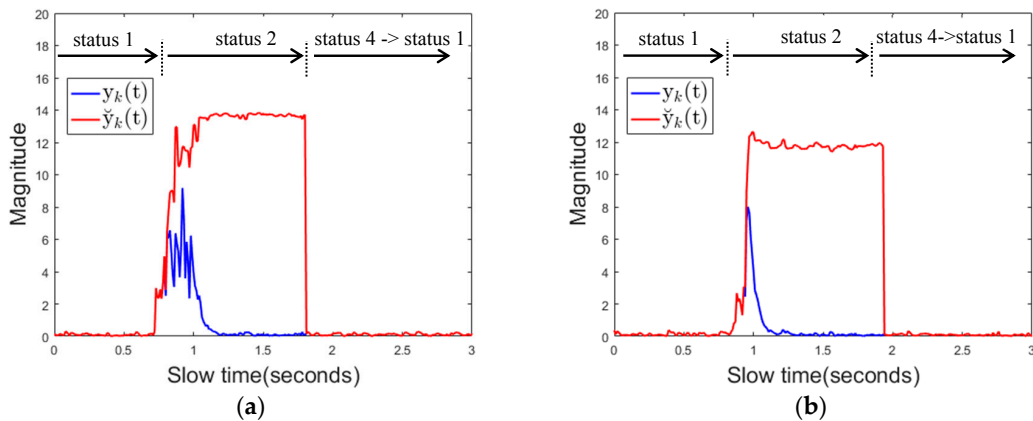 20
18
16
14
12
10
8
6
4
2
0
Magnitude
status 1
status 2
status 4 -> status 1
yₖ(t)
y̆ₖ(t)
0 0.5 1 1.5 2 2.5 3
Slow time(seconds)
(a)
20
18
16
14
12
10
8
6
4
2
0
Magnitude
status 1
status 2
status 4->status 1
yₖ(t)
y̆ₖ(t)
0 0.5 1 1.5 2 2.5 3
Slow time(seconds)
(b)